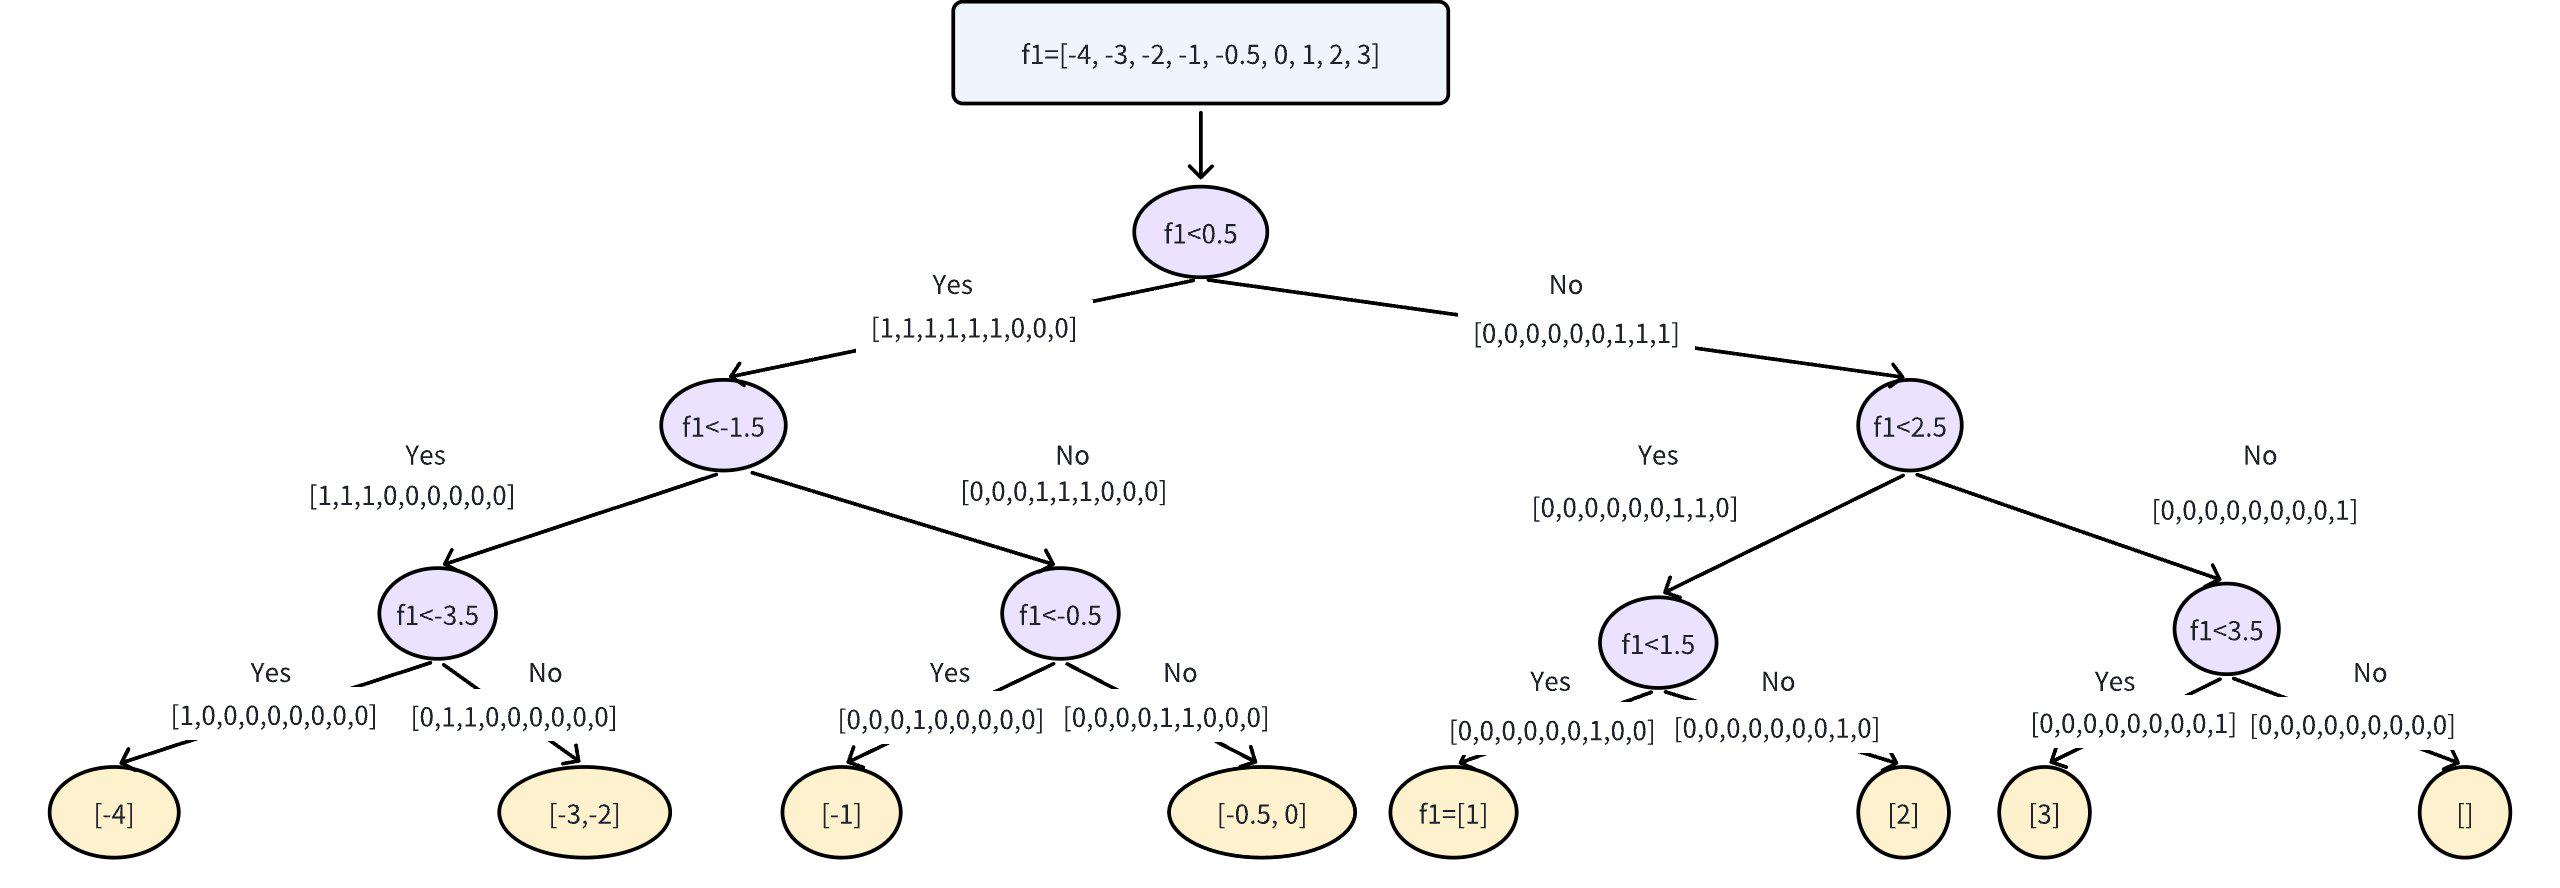 f1=[-4, -3, -2, -1, -0.5, 0, 1, 2, 3]
f1<0.5
Yes
No
[1,1,1,1,1,1,0,0,0]
[0,0,0,0,0,0,1,1,1]
f1<-1.5
f1<2.5
Yes
No
Yes
No
[1,1,1,0,0,0,0,0,0]
[0,0,0,1,1,1,0,0,0]
[0,0,0,0,0,0,1,1,0]
[0,0,0,0,0,0,0,0,1]
f1<-3.5
f1<-0.5
f1<1.5
f1<3.5
Yes
No
Yes
No
Yes
No
Yes
No
[1,0,0,0,0,0,0,0,0]
[0,1,1,0,0,0,0,0,0]
[0,0,0,1,0,0,0,0,0]
[0,0,0,0,1,1,0,0,0]
[0,0,0,0,0,0,1,0,0]
[0,0,0,0,0,0,0,1,0]
[0,0,0,0,0,0,0,0,1]
[0,0,0,0,0,0,0,0,0]
[-4]
[-3,-2]
[-1]
[-0.5, 0]
f1=[1]
[2]
[3]
[]